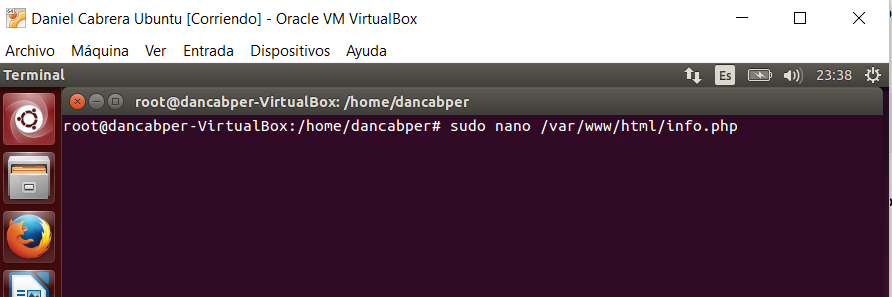 Daniel Cabrera Ubuntu [Corriendo] - Oracle VM VirtualBox
Archivo Máquina Ver Entrada Dispositivos Ayuda
Terminal Es 23:38
root@dancabper-VirtualBox: /home/dancabper
root@dancabper-VirtualBox:/home/dancabper# sudo nano /var/www/html/info.php